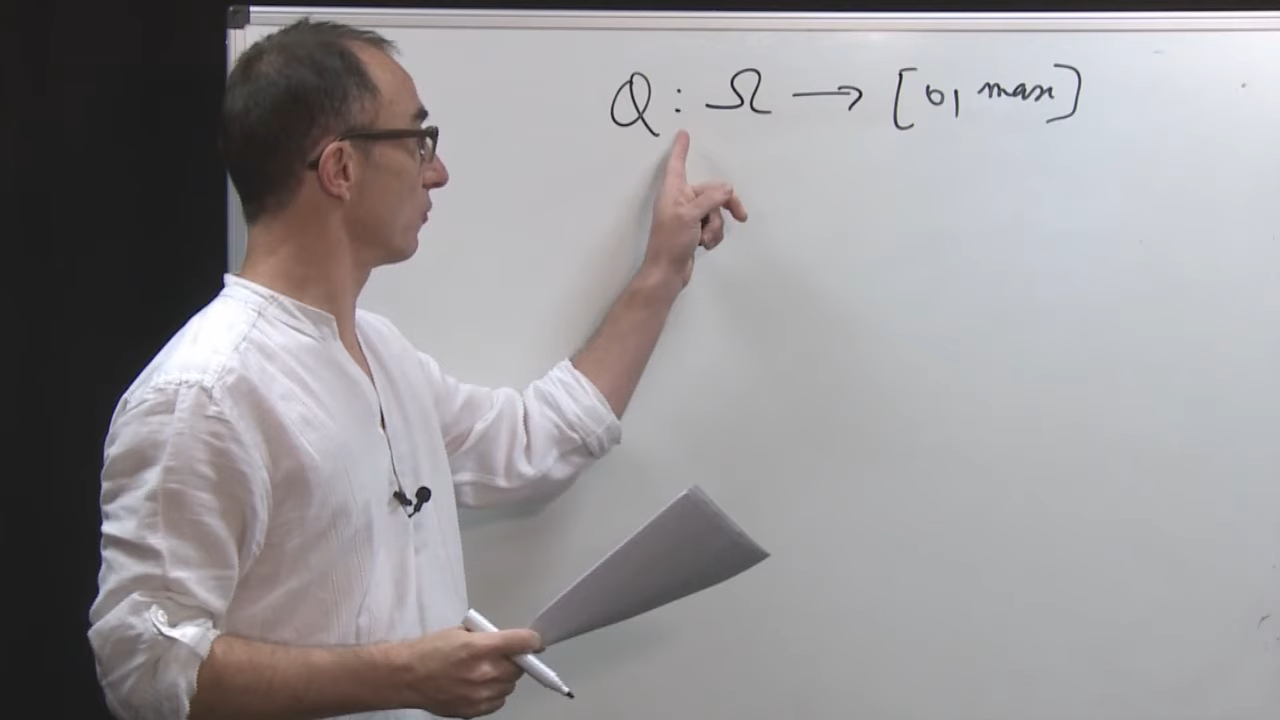 Q : Ω → [0, max]